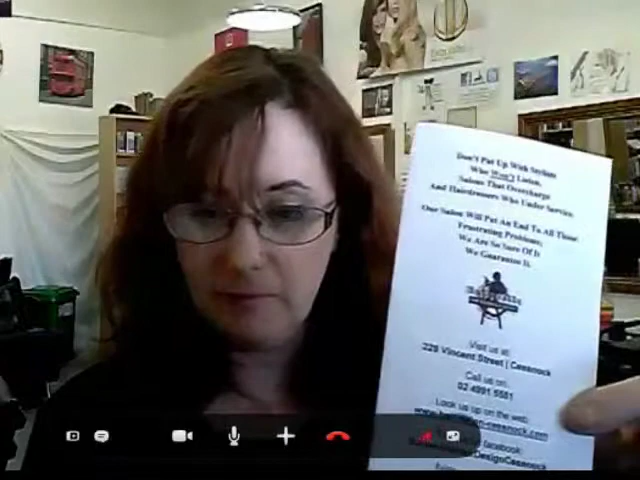 Don't Put Up With Stylists
Who Won't Listen,
Salons That Overcharge
And Hairdressers Who Under Service.
Our Salon Will Put An End To All Those
Frustrating Problems;
We Are So Sure Of It
We Guarantee It.
Visit us at:
229 Vincent Street | Cessnock
Call us on:
02 4991 5581
Look us up on the web:
facebook: